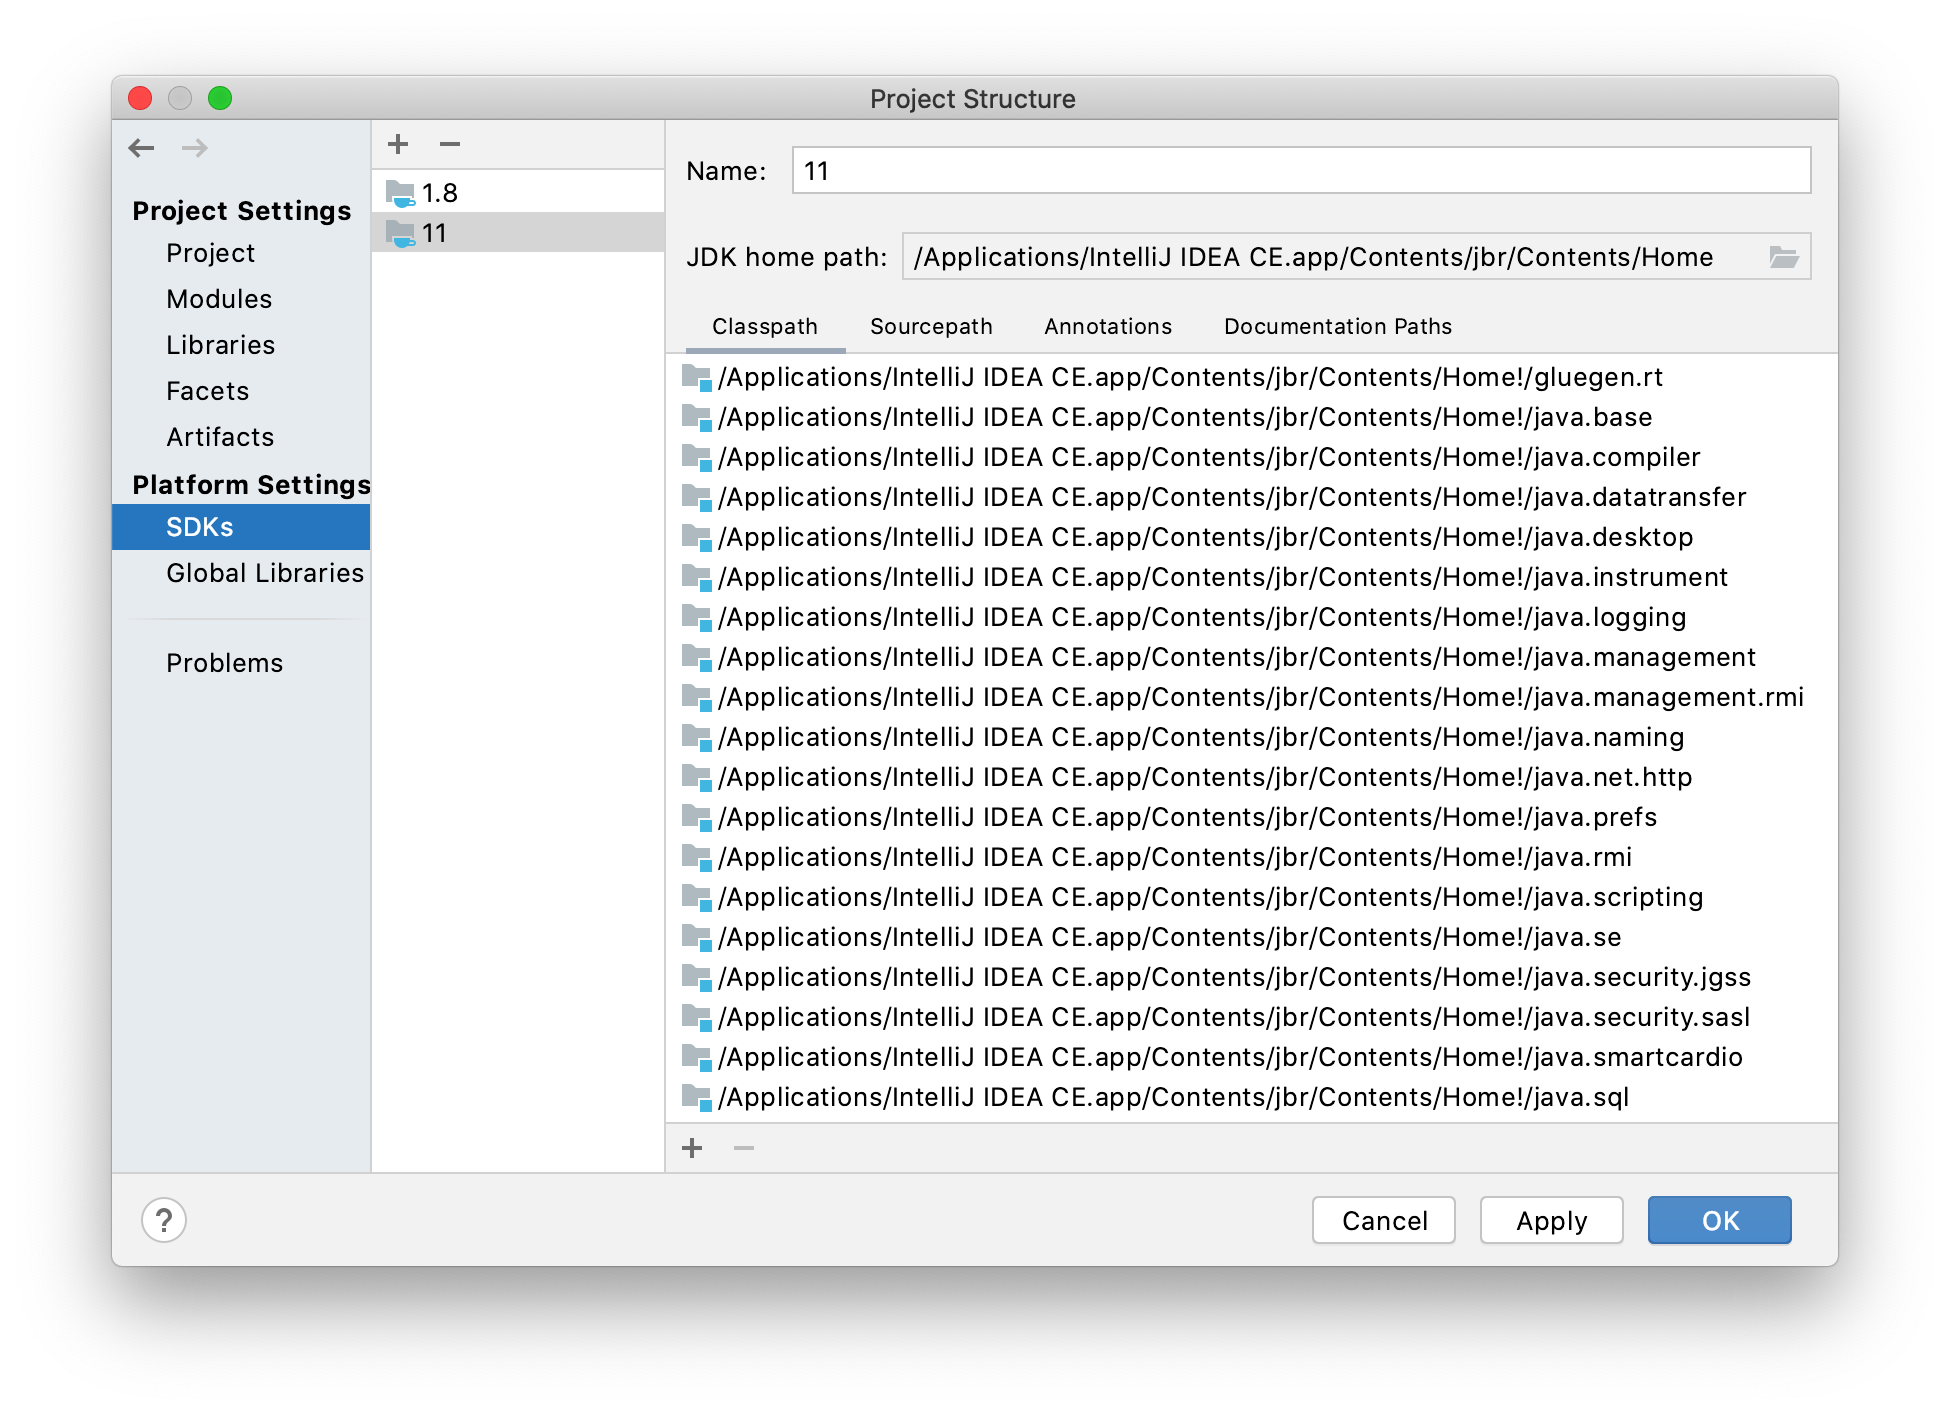 Project Structure
Project Settings
Project
Modules
Libraries
Facets
Artifacts
Platform Settings
SDKs
Global Libraries
Problems
1.8
11
Name: 11
JDK home path: /Applications/IntelliJ IDEA CE.app/Contents/jbr/Contents/Home
Classpath Sourcepath Annotations Documentation Paths
/Applications/IntelliJ IDEA CE.app/Contents/jbr/Contents/Home!/gluegen.rt
/Applications/IntelliJ IDEA CE.app/Contents/jbr/Contents/Home!/java.base
/Applications/IntelliJ IDEA CE.app/Contents/jbr/Contents/Home!/java.compiler
/Applications/IntelliJ IDEA CE.app/Contents/jbr/Contents/Home!/java.datatransfer
/Applications/IntelliJ IDEA CE.app/Contents/jbr/Contents/Home!/java.desktop
/Applications/IntelliJ IDEA CE.app/Contents/jbr/Contents/Home!/java.instrument
/Applications/IntelliJ IDEA CE.app/Contents/jbr/Contents/Home!/java.logging
/Applications/IntelliJ IDEA CE.app/Contents/jbr/Contents/Home!/java.management
/Applications/IntelliJ IDEA CE.app/Contents/jbr/Contents/Home!/java.management.rmi
/Applications/IntelliJ IDEA CE.app/Contents/jbr/Contents/Home!/java.naming
/Applications/IntelliJ IDEA CE.app/Contents/jbr/Contents/Home!/java.net.http
/Applications/IntelliJ IDEA CE.app/Contents/jbr/Contents/Home!/java.prefs
/Applications/IntelliJ IDEA CE.app/Contents/jbr/Contents/Home!/java.rmi
/Applications/IntelliJ IDEA CE.app/Contents/jbr/Contents/Home!/java.scripting
/Applications/IntelliJ IDEA CE.app/Contents/jbr/Contents/Home!/java.se
/Applications/IntelliJ IDEA CE.app/Contents/jbr/Contents/Home!/java.security.jgss
/Applications/IntelliJ IDEA CE.app/Contents/jbr/Contents/Home!/java.security.sasl
/Applications/IntelliJ IDEA CE.app/Contents/jbr/Contents/Home!/java.smartcardio
/Applications/IntelliJ IDEA CE.app/Contents/jbr/Contents/Home!/java.sql
? Cancel Apply OK